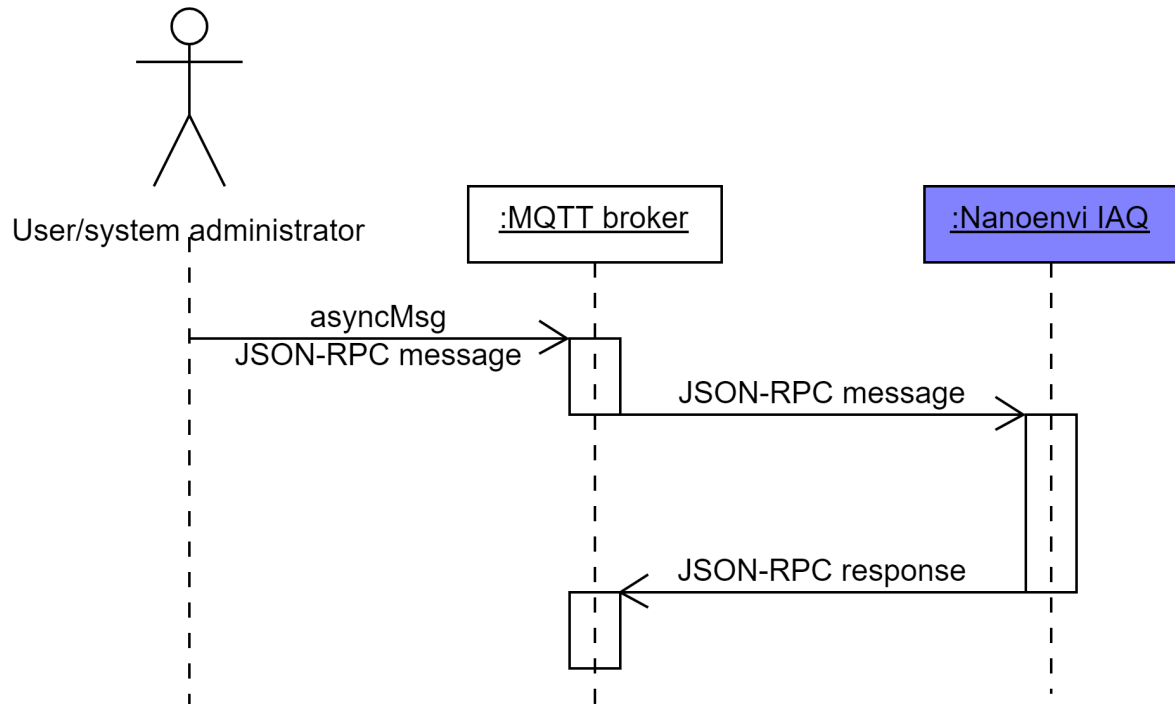 User/system administrator
:MQTT broker
:Nanoenvi IAQ
asyncMsg
JSON-RPC message
JSON-RPC message
JSON-RPC response